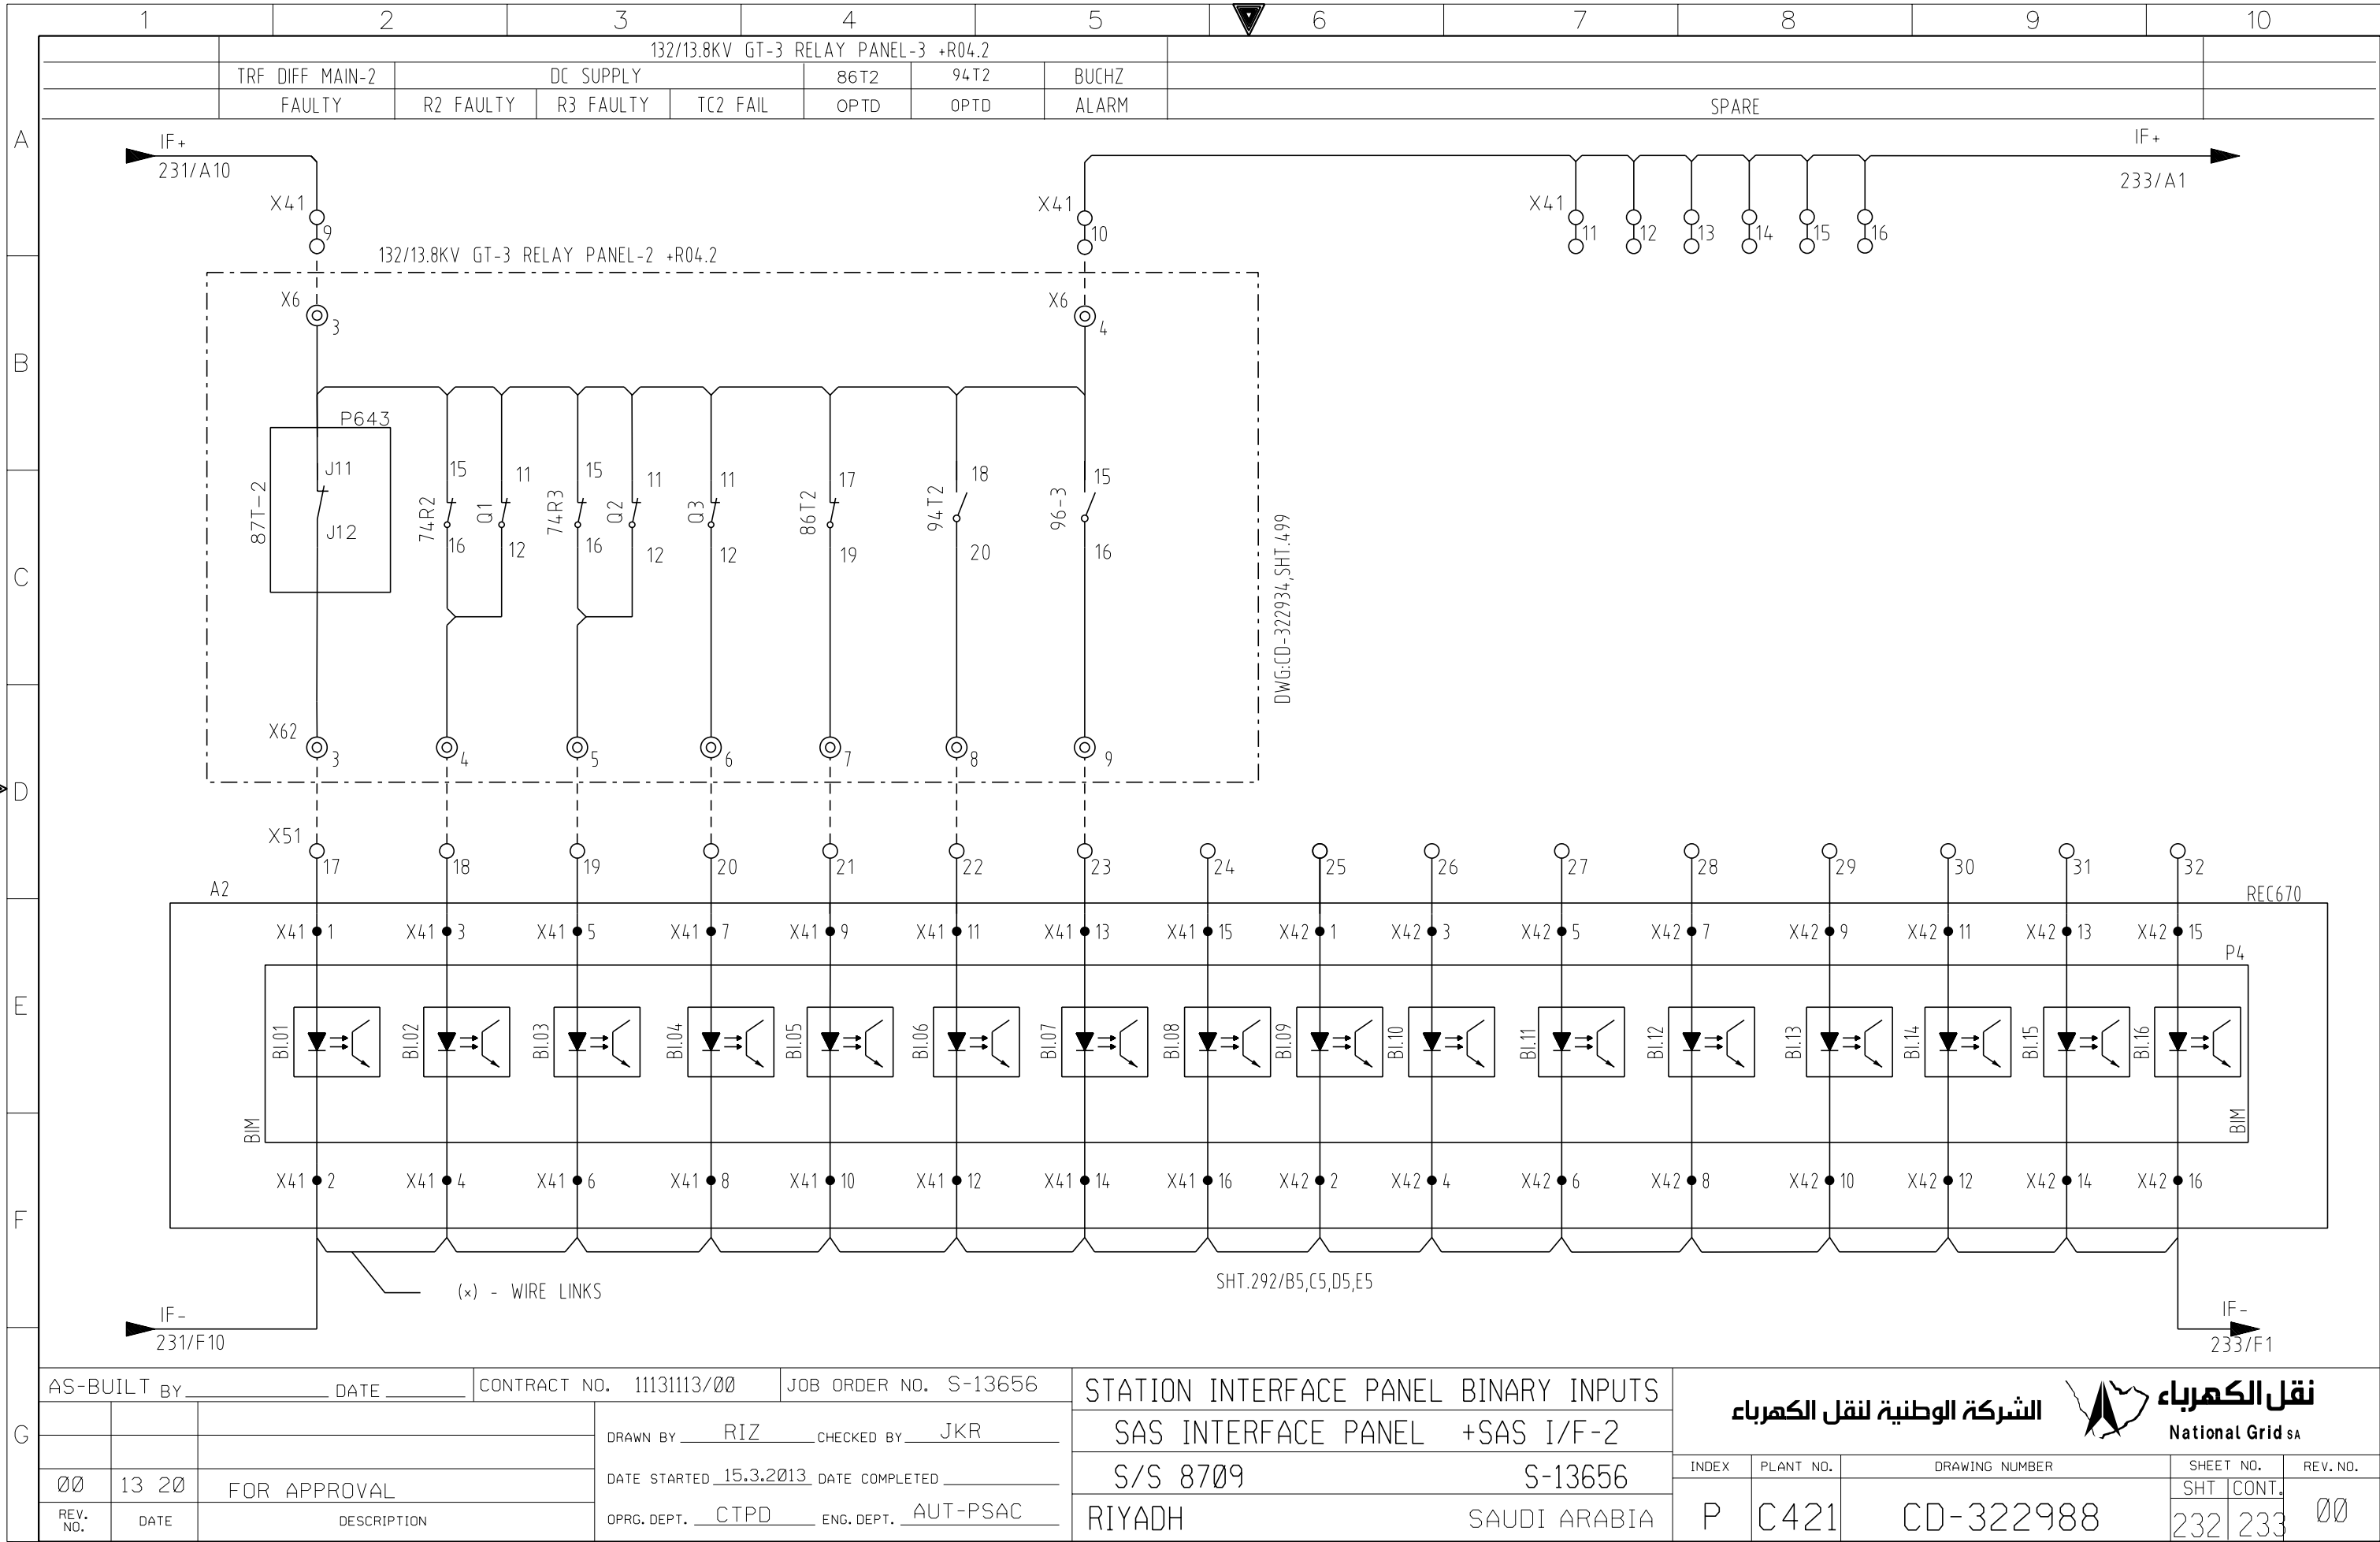 1 2 3 4 5 6 7 8 9 10
132/13.8KV GT-3 RELAY PANEL-3 +R04.2
TRF DIFF MAIN-2 DC SUPPLY 86T2 94T2 BUCHZ
FAULTY R2 FAULTY R3 FAULTY TC2 FAIL OPTD OPTD ALARM SPARE
A
IF+ IF+
231/A10 233/A1
X41 X41 X41
9 10 11 12 13 14 15 16
132/13.8KV GT-3 RELAY PANEL-2 +R04.2
X6 X6
3 4
B
P643
J11 15 11 15 11 11 17 18 15
87T-2 74R2 Q1 74R3 Q2 Q3 86T2 94T2 96-3
J12 16 12 16 12 12 19 20 16
C
DWG:CD-322934,SHT.499
X62
3 4 5 6 7 8 9
D
X51
17 18 19 20 21 22 23 24 25 26 27 28 29 30 31 32
A2 REC670
X41 1 X41 3 X41 5 X41 7 X41 9 X41 11 X41 13 X41 15 X42 1 X42 3 X42 5 X42 7 X42 9 X42 11 X42 13 X42 15
P4
E
BI.01 BI.02 BI.03 BI.04 BI.05 BI.06 BI.07 BI.08 BI.09 BI.10 BI.11 BI.12 BI.13 BI.14 BI.15 BI.16
BIM BIM
X41 2 X41 4 X41 6 X41 8 X41 10 X41 12 X41 14 X41 16 X42 2 X42 4 X42 6 X42 8 X42 10 X42 12 X42 14 X42 16
F
(x) - WIRE LINKS SHT.292/B5,C5,D5,E5
IF- IF-
231/F10 233/F1
AS-BUILT BY DATE CONTRACT NO. 11131113/00 JOB ORDER NO. S-13656
G
DRAWN BY RIZ CHECKED BY JKR
DATE STARTED 15.3.2013 DATE COMPLETED
OPRG. DEPT. CTPD ENG. DEPT. AUT-PSAC
00 13 20 FOR APPROVAL
REV. NO. DATE DESCRIPTION
STATION INTERFACE PANEL BINARY INPUTS
SAS INTERFACE PANEL +SAS I/F-2
S/S 8709 S-13656
RIYADH SAUDI ARABIA
الشركة الوطنية لنقل الكهرباء
نقل الكهرباء
National Grid SA
INDEX PLANT NO. DRAWING NUMBER SHEET NO. REV. NO.
SHT CONT.
P C421 CD-322988 232 233 00